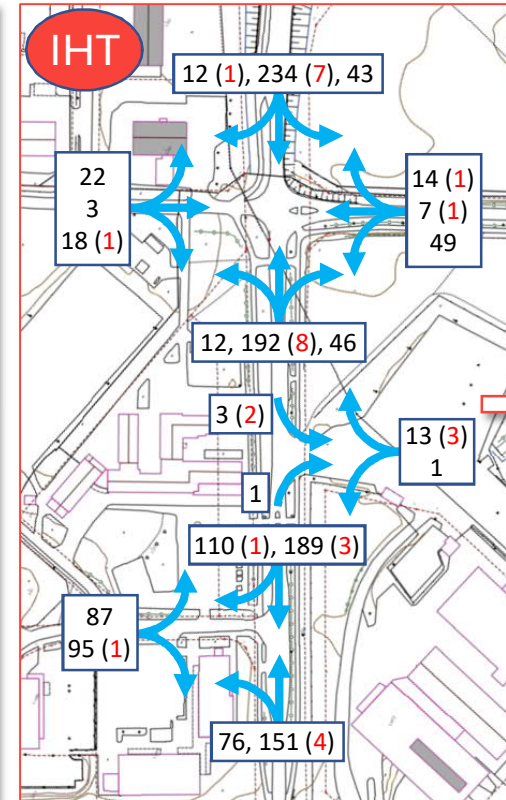 IHT
12 (1), 234 (7), 43
22
3
18 (1)
14 (1)
7 (1)
49
12, 192 (8), 46
3 (2)
13 (3)
1
1
110 (1), 189 (3)
87
95 (1)
76, 151 (4)